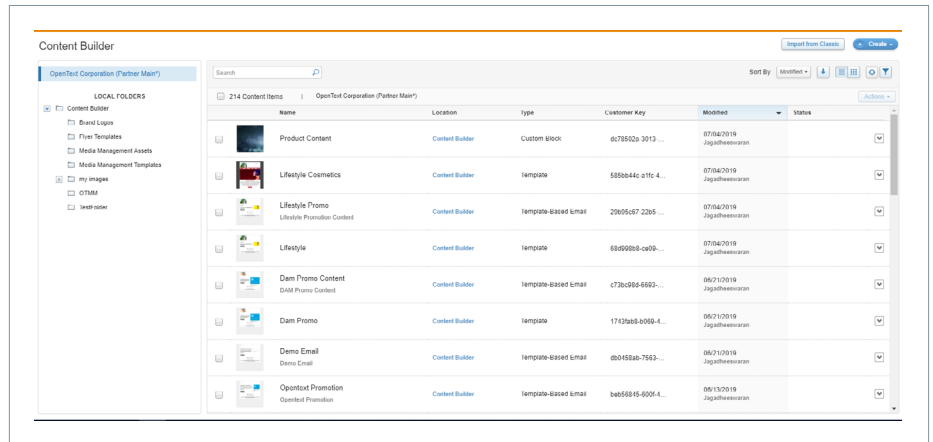 Content Builder
Import from Classic
Create
OpenText Corporation (Partner Main*)
Search
Sort By Modified
LOCAL FOLDERS
Content Builder
Brand Logos
Flyer Templates
Media Management Assets
Media Management Templates
my images
OTMM
TestFolder
214 Content Items | OpenText Corporation (Partner Main*)
Actions
Name Location Type Customer Key Modified Status
Product Content Content Builder Custom Block dc78502a-3013-... 07/04/2019
Jagadheeswaran
Lifestyle Cosmetics Content Builder Template 585bb44c-a1fc-4... 07/04/2019
Jagadheeswaran
Lifestyle Promo Content Builder Template-Based Email 29b05c67-22b5-... 07/04/2019
Lifestyle Promotion Content Jagadheeswaran
Lifestyle Content Builder Template 68d998b8-ce09-... 07/04/2019
Jagadheeswaran
Dam Promo Content Content Builder Template-Based Email c73bc98d-6693-... 06/21/2019
DAM Promo Content Jagadheeswaran
Dam Promo Content Builder Template 1743fab8-b069-4... 06/21/2019
Jagadheeswaran
Demo Email Content Builder Template-Based Email db0458ab-7563-... 06/21/2019
Demo Email Jagadheeswaran
Opentext Promotion Content Builder Template-Based Email beb56845-600f-4... 06/13/2019
Opentext Promotion Jagadheeswaran